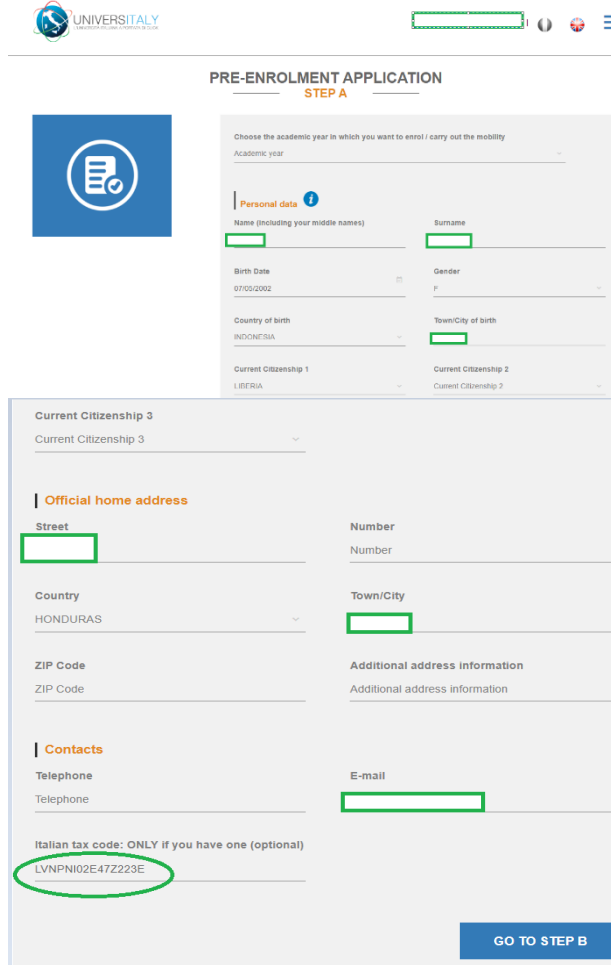 UNIVERSITALY
PRE-ENROLMENT APPLICATION
STEP A
Choose the academic year in which you want to enrol / carry out the mobility
Academic year
Personal data i
Name (including your middle names) Surname
Birth Date Gender
07/05/2002 F
Country of birth Town/City of birth
INDONESIA
Current Citizenship 1 Current Citizenship 2
LIBERIA Current Citizenship 2
Current Citizenship 3
Current Citizenship 3
Official home address
Street Number
Number
Country Town/City
HONDURAS
ZIP Code Additional address information
ZIP Code Additional address information
Contacts
Telephone E-mail
Telephone
Italian tax code: ONLY if you have one (optional)
LVNPNI02E47Z223E
GO TO STEP B